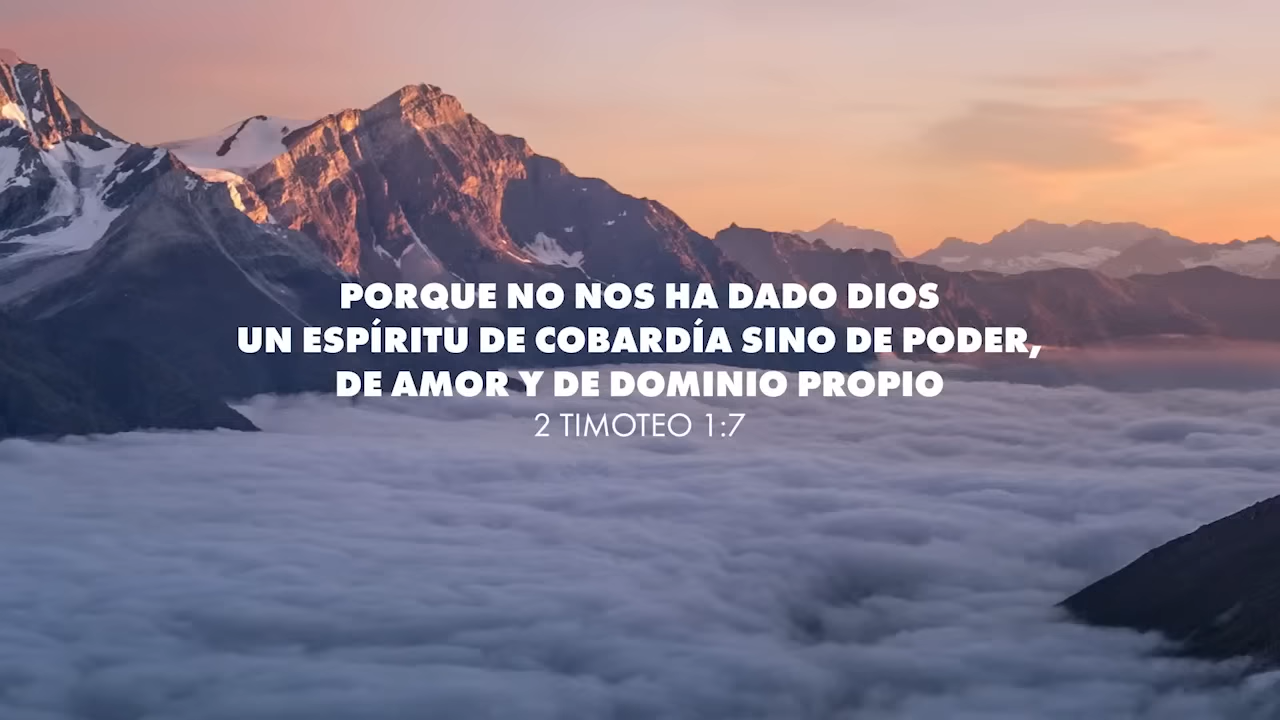 PORQUE NO NOS HA DADO DIOS
UN ESPÍRITU DE COBARDÍA SINO DE PODER,
DE AMOR Y DE DOMINIO PROPIO
2 TIMOTEO 1:7